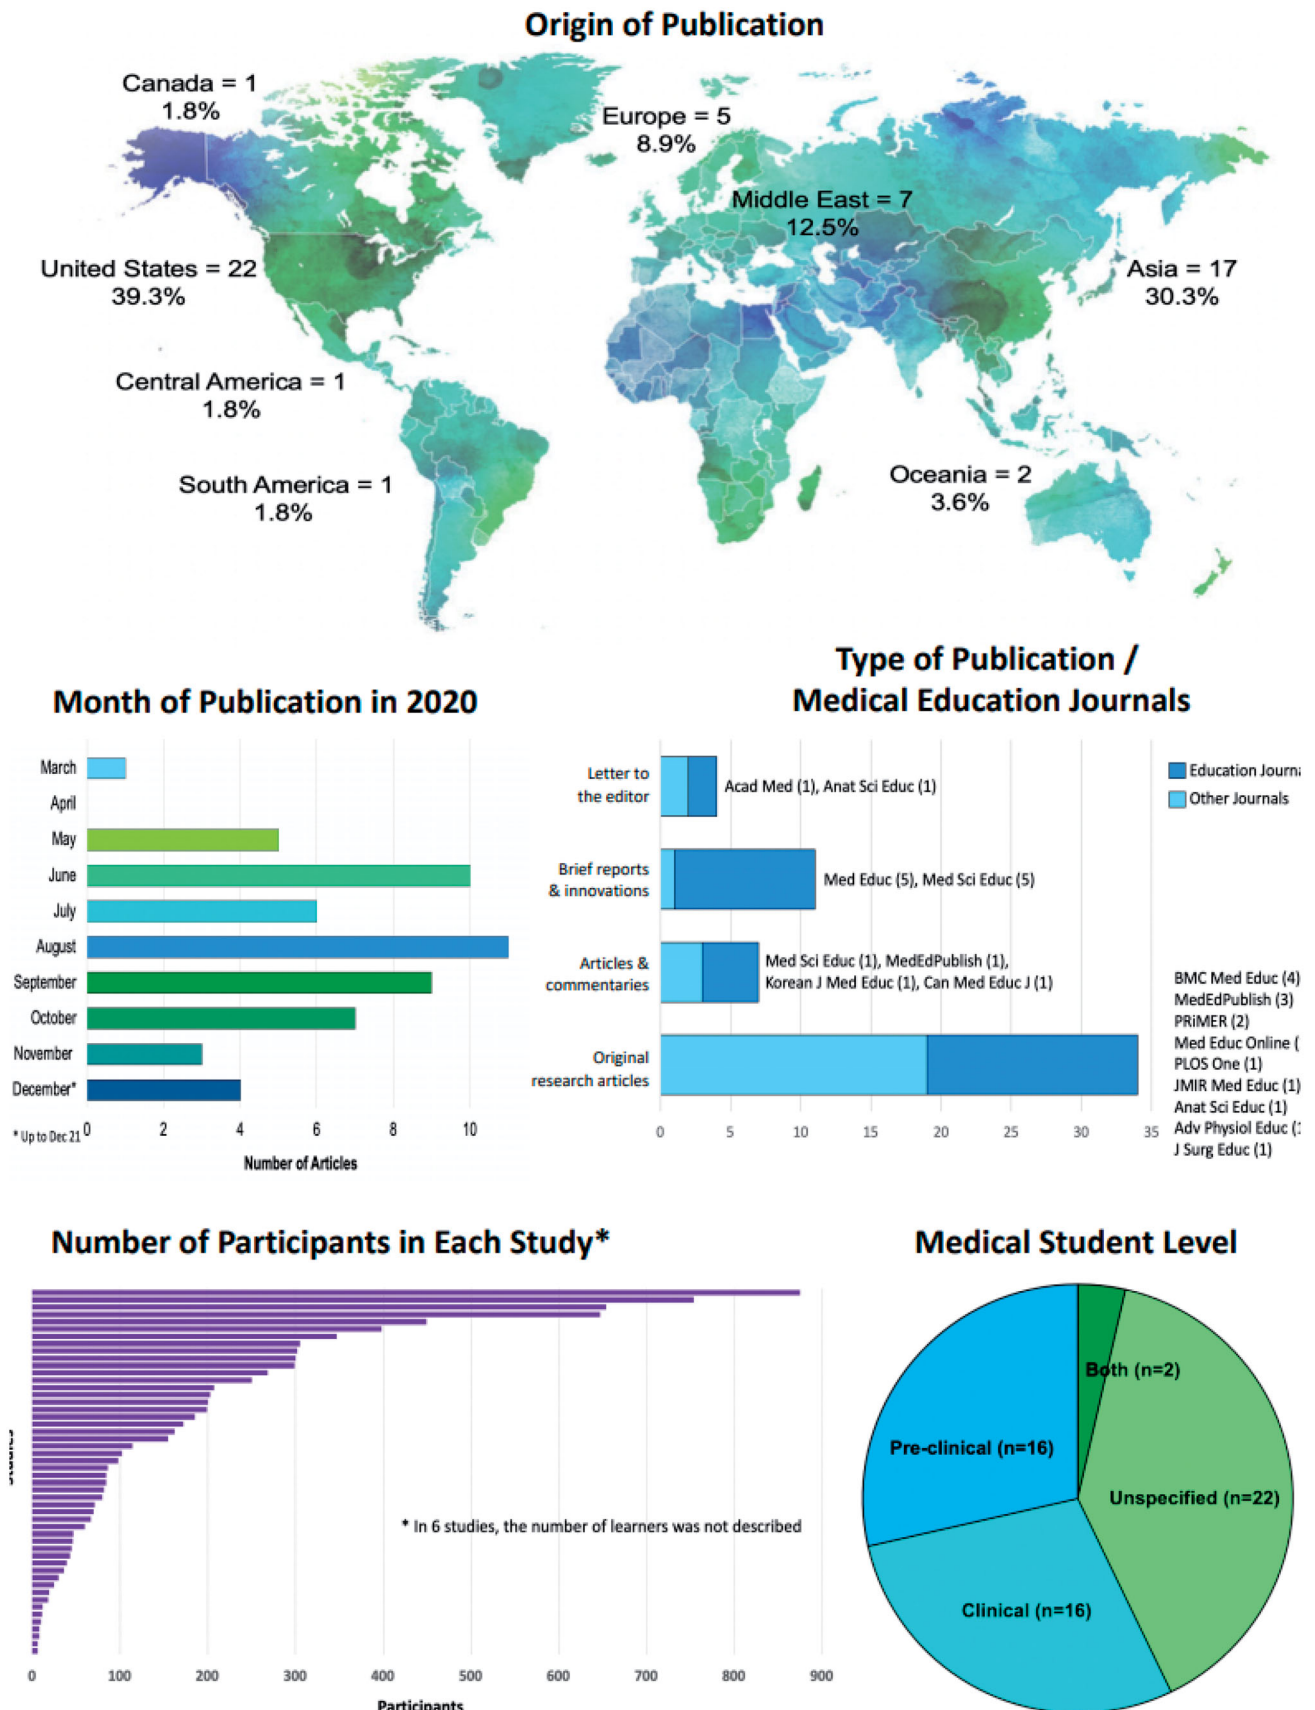 Origin of Publication
Canada = 1
1.8%
Europe = 5
8.9%
Middle East = 7
12.5%
United States = 22
39.3%
Asia = 17
30.3%
Central America = 1
1.8%
South America = 1
1.8%
Oceania = 2
3.6%
Month of Publication in 2020
March
April
May
June
July
August
September
October
November
December*
* Up to Dec 21
0 2 4 6 8 10
Number of Articles
Type of Publication /
Medical Education Journals
Letter to
the editor
Acad Med (1), Anat Sci Educ (1)
Brief reports
& innovations
Med Educ (5), Med Sci Educ (5)
Articles &
commentaries
Med Sci Educ (1), MedEdPublish (1),
Korean J Med Educ (1), Can Med Educ J (1)
Original
research articles
0 5 10 15 20 25 30 35
Education Journa
Other Journals
BMC Med Educ (4)
MedEdPublish (3)
PRiMER (2)
Med Educ Online (
PLOS One (1)
JMIR Med Educ (1)
Anat Sci Educ (1)
Adv Physiol Educ (1
J Surg Educ (1)
Number of Participants in Each Study*
* In 6 studies, the number of learners was not described
0 100 200 300 400 500 600 700 800 900
Participants
Medical Student Level
Both (n=2)
Pre-clinical (n=16)
Unspecified (n=22)
Clinical (n=16)